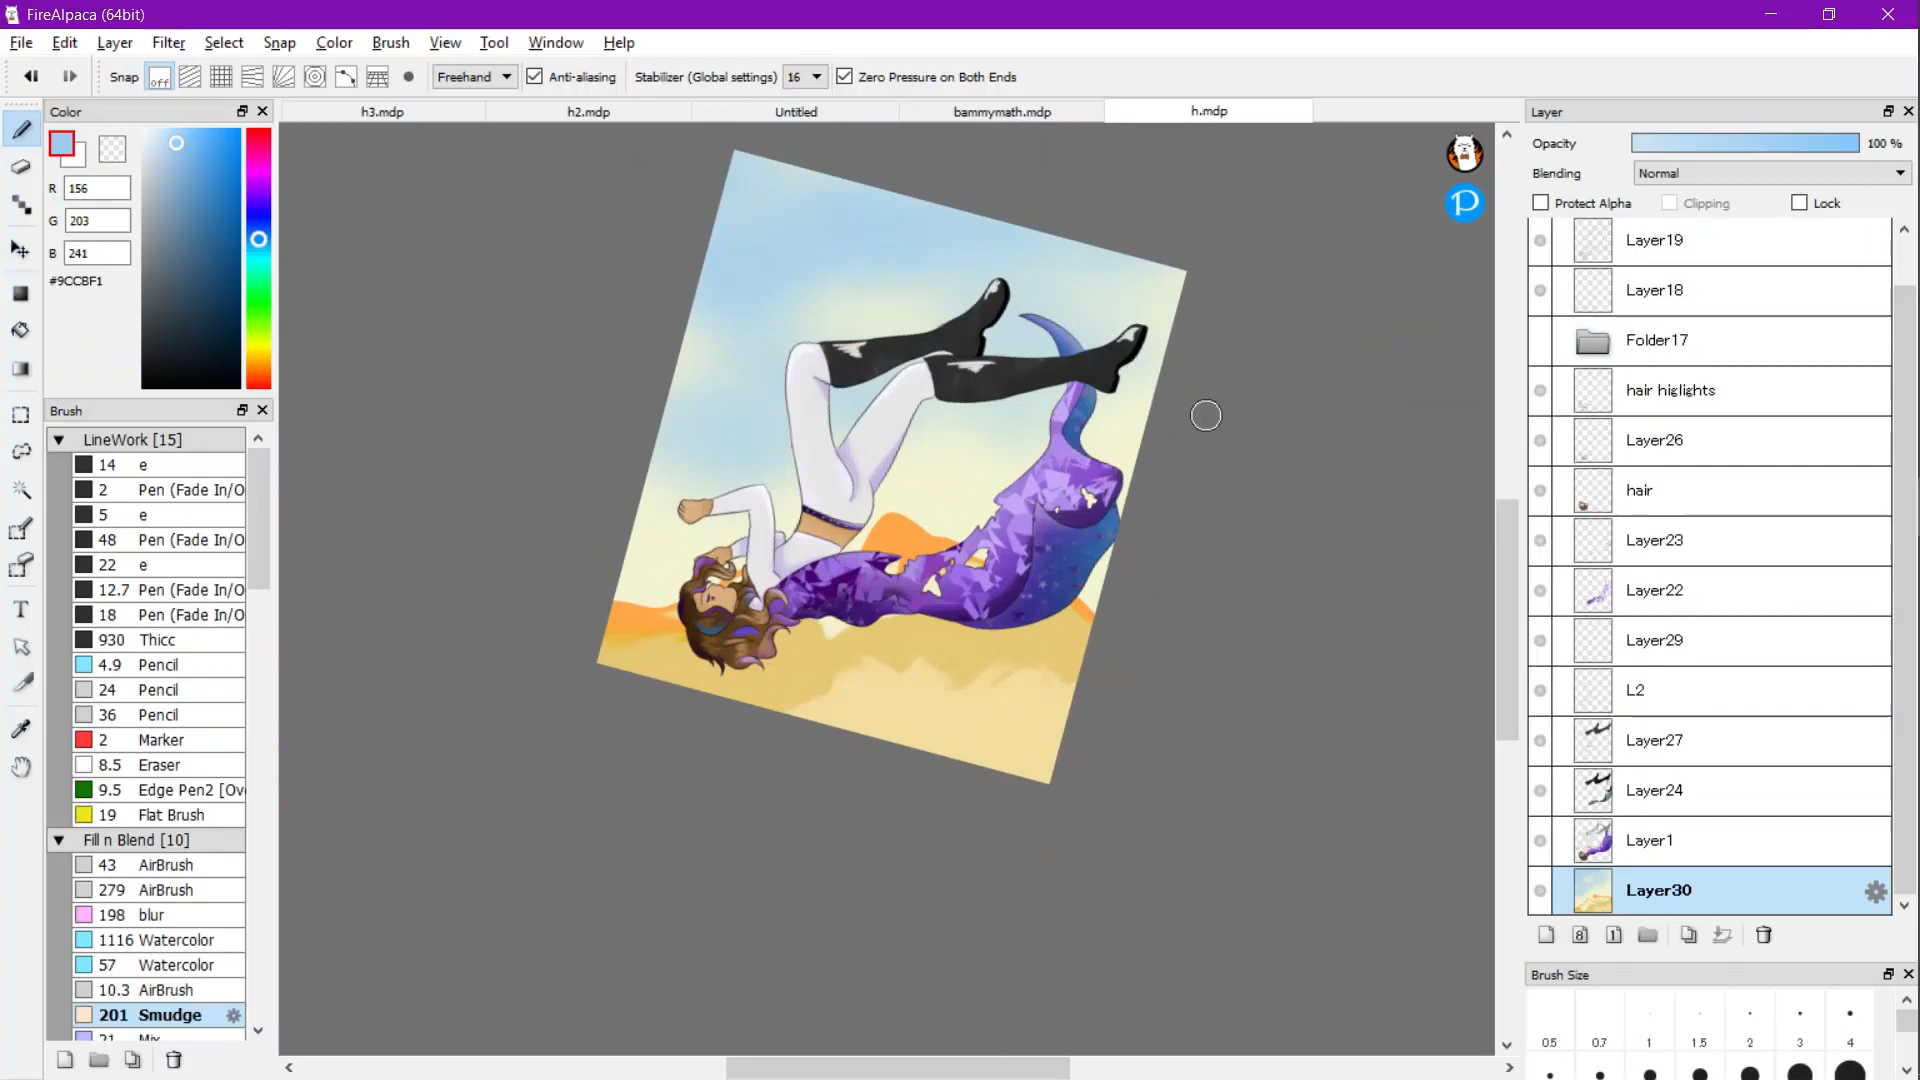 FireAlpaca (64bit)
File Edit Layer Filter Select Snap Color Brush View Tool Window Help
Snap off Freehand Anti-aliasing Stabilizer (Global settings) 16 Zero Pressure on Both Ends
Color
h3.mdp h2.mdp Untitled bammymath.mdp h.mdp
Layer
R 156
G 203
B 241
#9CCBF1
Brush
LineWork [15]
14 e
2 Pen (Fade In/O
5 e
48 Pen (Fade In/O
22 e
12.7 Pen (Fade In/O
18 Pen (Fade In/O
930 Thicc
4.9 Pencil
24 Pencil
36 Pencil
2 Marker
8.5 Eraser
9.5 Edge Pen2 [Ov
19 Flat Brush
Fill n Blend [10]
43 AirBrush
279 AirBrush
198 blur
1116 Watercolor
57 Watercolor
10.3 AirBrush
201 Smudge
21 Mix
T
P
Opacity 100 %
Blending Normal
Protect Alpha Clipping Lock
Layer19
Layer18
Folder17
hair higlights
Layer26
hair
Layer23
Layer22
Layer29
L2
Layer27
Layer24
Layer1
Layer30
8 1
Brush Size
0.5 0.7 1 1.5 2 3 4